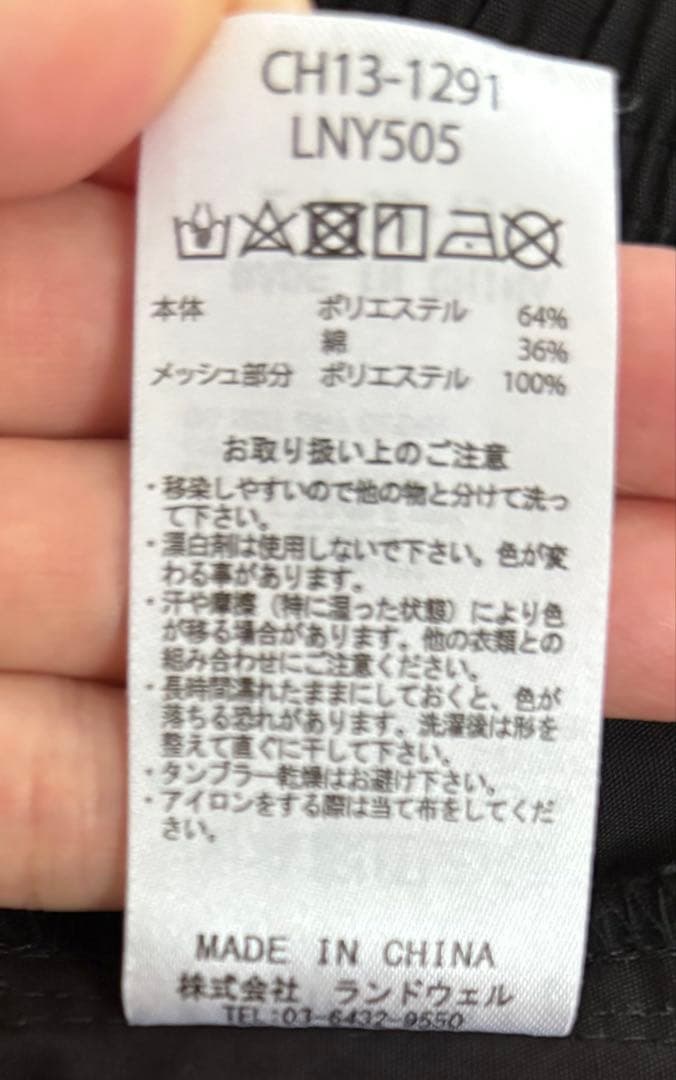 CH13-1291
LNY505
本体 ポリエステル 64%
綿 36%
メッシュ部分 ポリエステル 100%
お取り扱い上のご注意
・移染しやすいので他の物と分けて洗っ
て下さい。
・漂白剤は使用しないで下さい。色が変
わる事があります。
・汗や摩擦（特に湿った状態）により色
が移る場合があります。他の衣類との
組み合わせにご注意ください。
・長時間濡れたままにしておくと、色が
落ちる恐れがあります。洗濯後は形を
整えて直ぐに干して下さい。
・タンブラー乾燥はお避け下さい。
・アイロンをする際は当て布をしてくだ
さい。
MADE IN CHINA
株式会社 ランドウェル
TEL:03-6432-9550